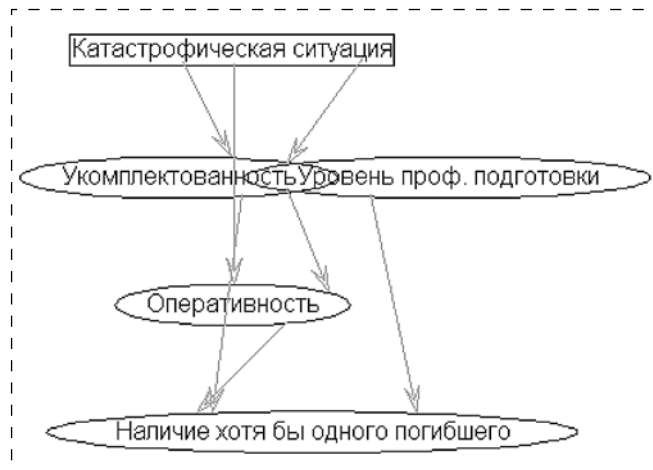 Катастрофическая ситуация
Укомплектованность
Уровень проф. подготовки
Оперативность
Наличие хотя бы одного погибшего